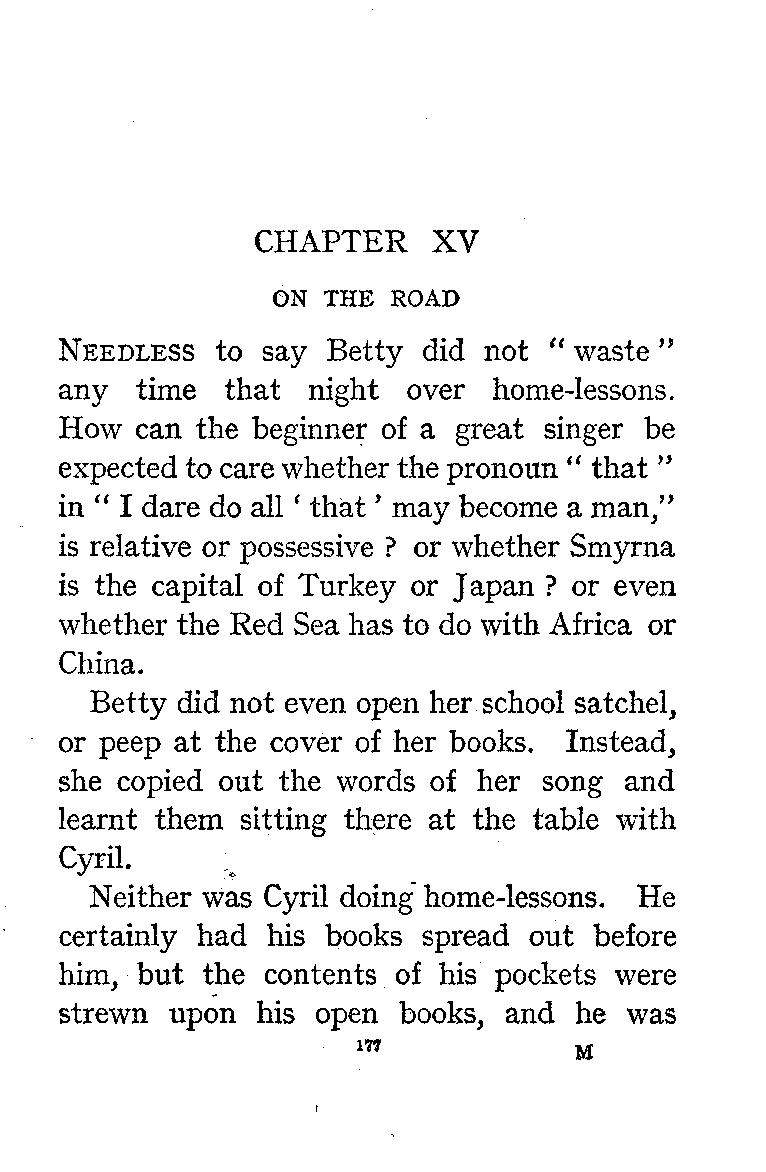 CHAPTER XV
ON THE ROAD
NEEDLESS to say Betty did not “ waste ”
any time that night over home-lessons.
How can the beginner of a great singer be
expected to care whether the pronoun “ that ”
in “ I dare do all ‘ that ’ may become a man,”
is relative or possessive ? or whether Smyrna
is the capital of Turkey or Japan ? or even
whether the Red Sea has to do with Africa or
China.
Betty did not even open her school satchel,
or peep at the cover of her books. Instead,
she copied out the words of her song and
learnt them sitting there at the table with
Cyril.
Neither was Cyril doing home-lessons. He
certainly had his books spread out before
him, but the contents of his pockets were
strewn upon his open books, and he was
177 M